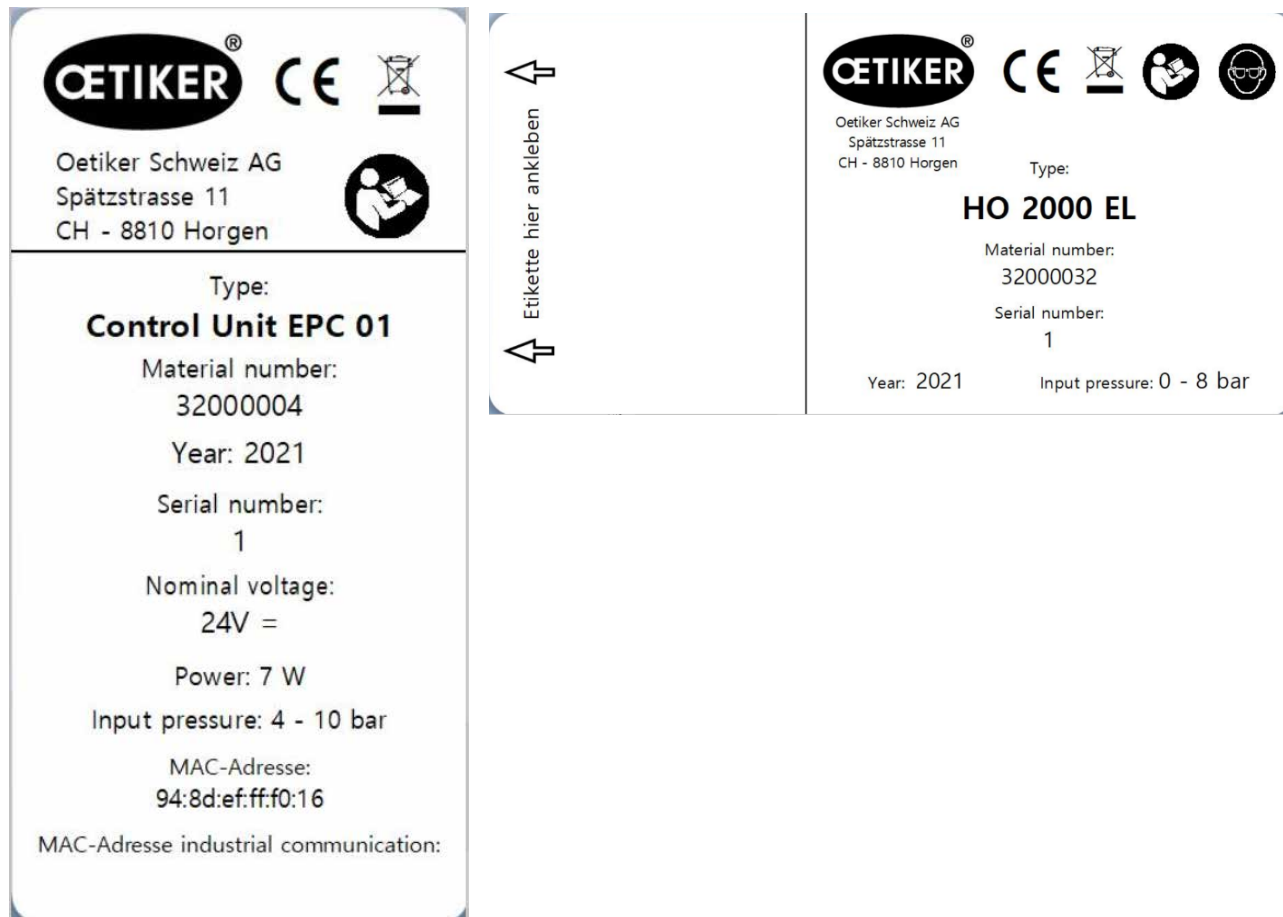 OETIKER®
CE
Oetiker Schweiz AG
Spätzstrasse 11
CH - 8810 Horgen
Type:
Control Unit EPC 01
Material number:
32000004
Year: 2021
Serial number:
1
Nominal voltage:
24V =
Power: 7 W
Input pressure: 4 - 10 bar
MAC-Adresse:
94:8d:ef:ff:f0:16
MAC-Adresse industrial communication:
Etikette hier ankleben
OETIKER®
CE
Oetiker Schweiz AG
Spätzstrasse 11
CH - 8810 Horgen
Type:
HO 2000 EL
Material number:
32000032
Serial number:
1
Year: 2021 Input pressure: 0 - 8 bar